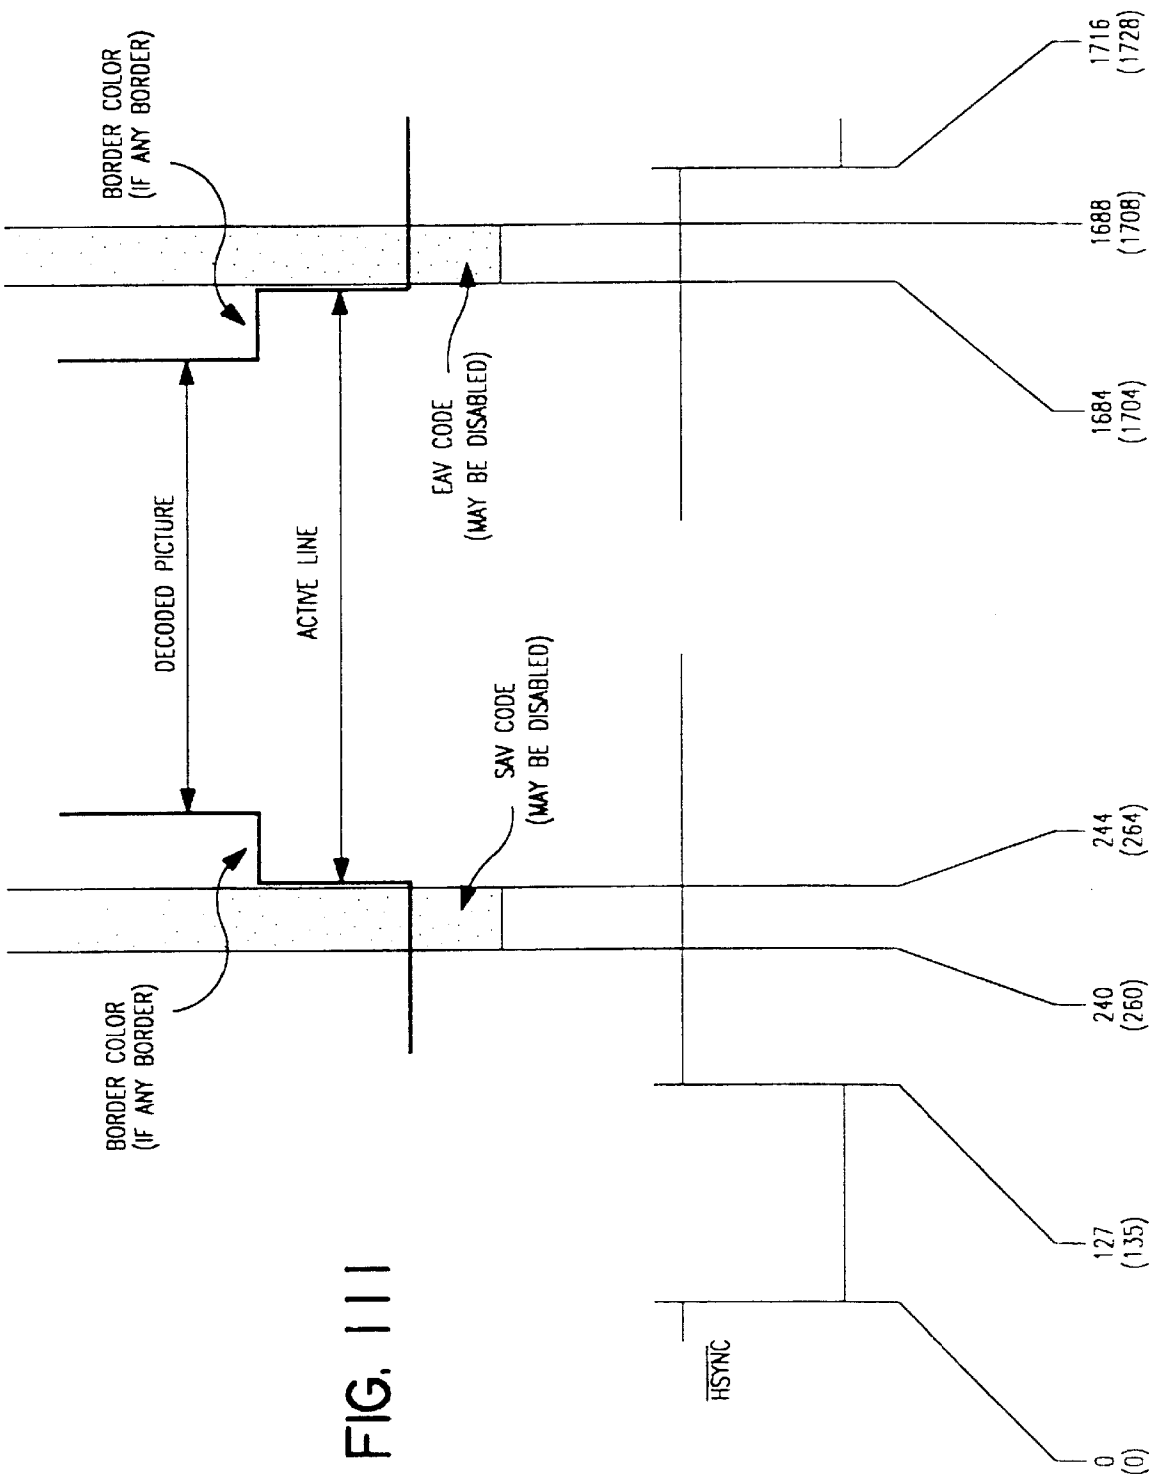 FIG. 111
BORDER COLOR
(IF ANY BORDER)
BORDER COLOR
(IF ANY BORDER)
DECODED PICTURE
ACTIVE LINE
SAV CODE
(MAY BE DISABLED)
EAV CODE
(MAY BE DISABLED)
HSYNC
0
(0)
127
(135)
240
(260)
244
(264)
1684
(1704)
1688
(1708)
1716
(1728)